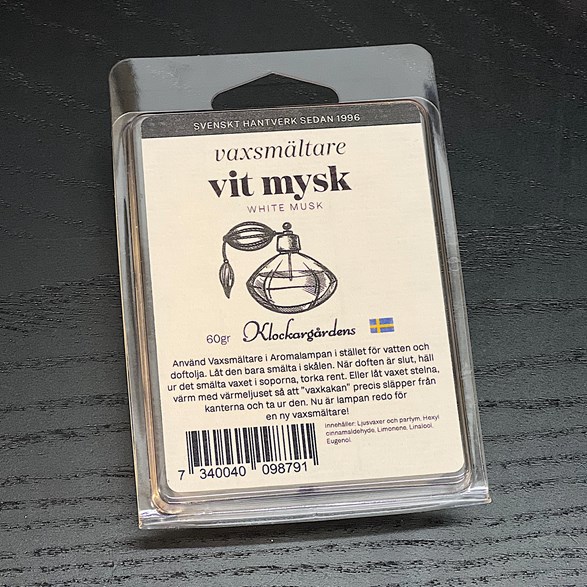 SVENSKT HANTVERK SEDAN 1996
vaxsmältare
vit mysk
WHITE MUSK
60gr Klockargårdens
Använd Vaxsmältare i Aromalampan i stället för vatten och
doftolja. Låt den bara smälta i skålen. När doften är slut, häll
ur det smälta vaxet i soporna, torka rent. Eller låt vaxet stelna,
värm med värmeljuset så att "vaxkakan" precis släpper från
kanterna och ta ur den. Nu är lampan redo för
en ny vaxsmältare!
Innehåller: Ljusvaxer och parfym, Hexyl
cinnamaldehyde, Limonene, Linalool,
Eugenol.
7 340040 098791